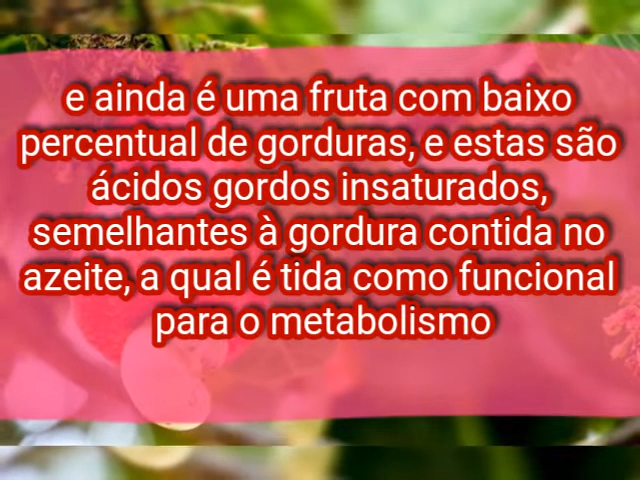 e ainda é uma fruta com baixo
percentual de gorduras, e estas são
ácidos gordos insaturados,
semelhantes à gordura contida no
azeite, a qual é tida como funcional
para o metabolismo